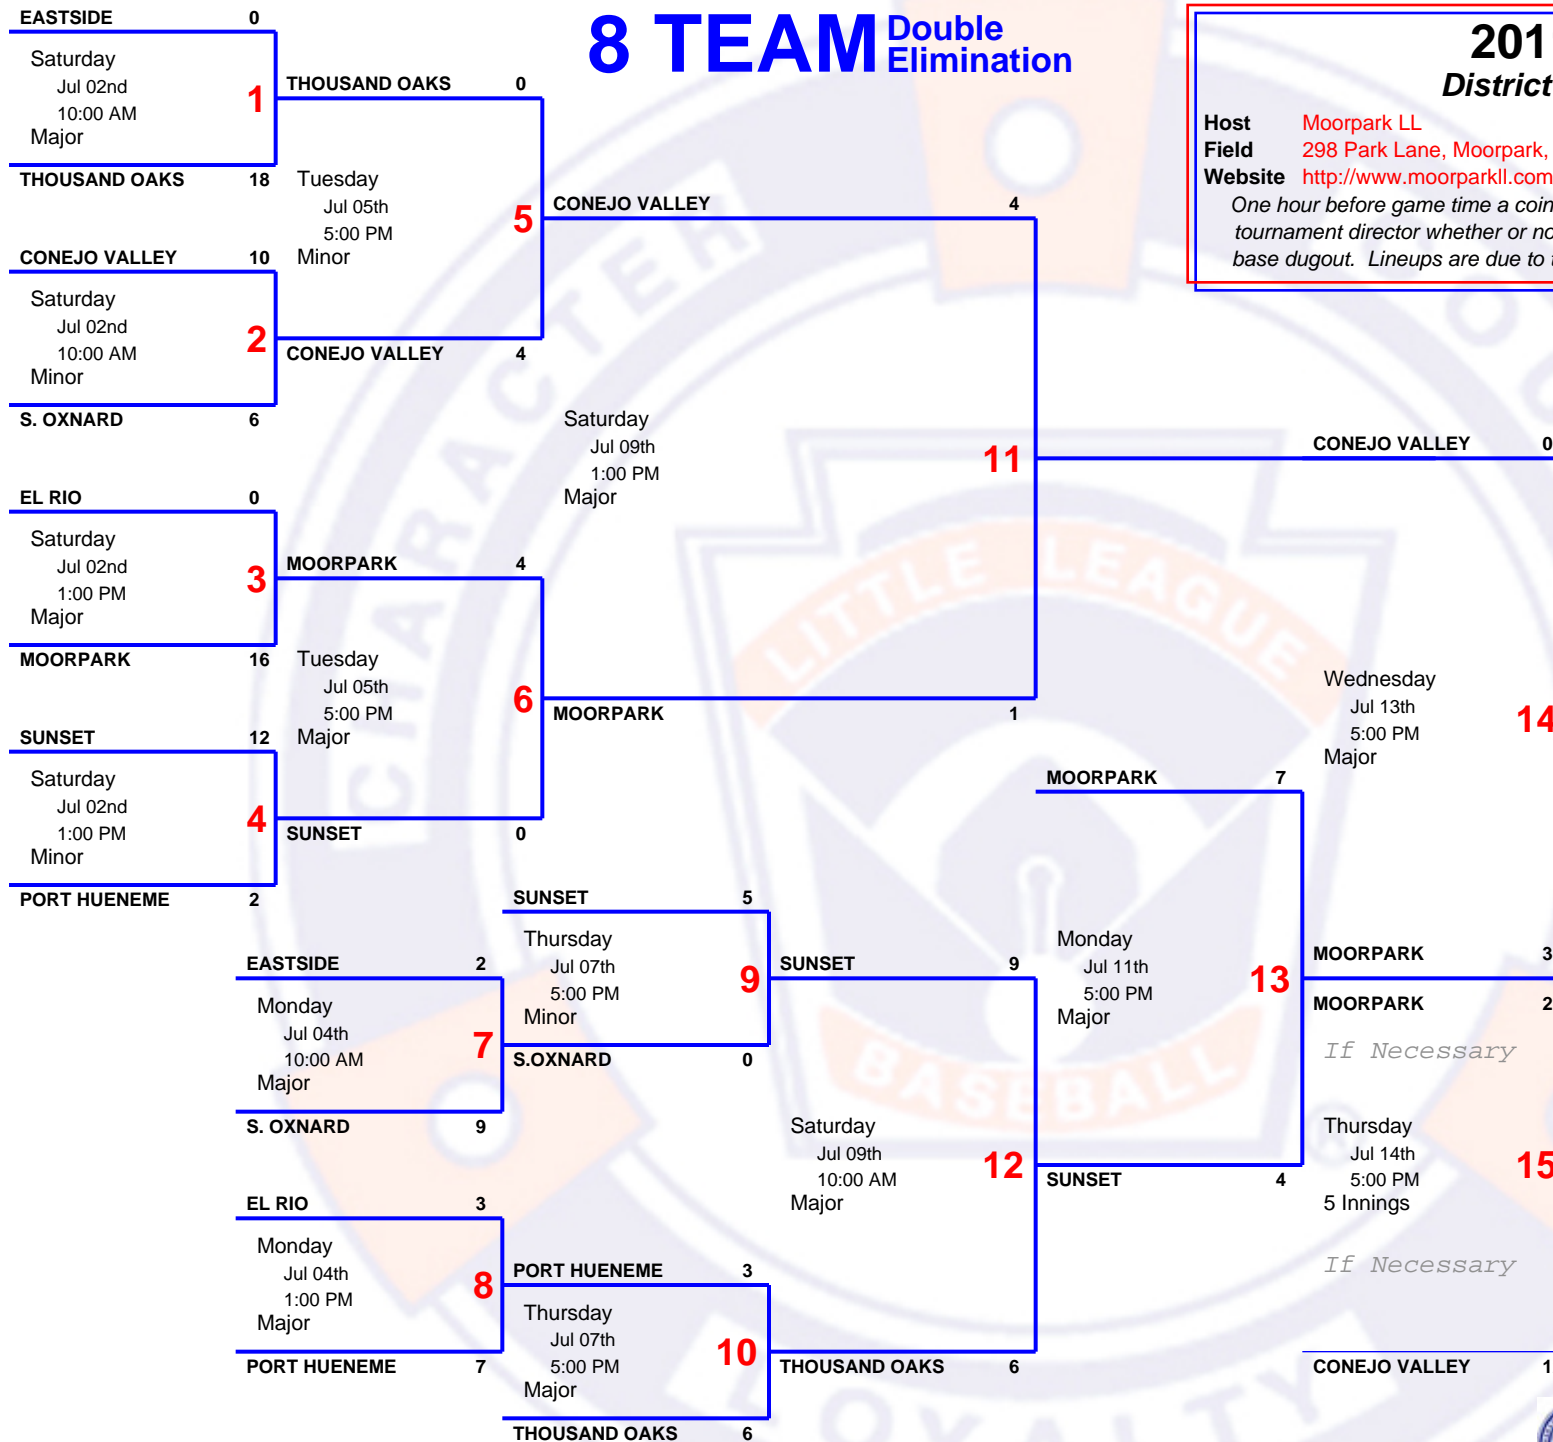 8 TEAM Double Elimination
201
District
Host Moorpark LL
Field 298 Park Lane, Moorpark,
Website http://www.moorparkll.com
One hour before game time a coin
tournament director whether or no
base dugout. Lineups are due to t
EASTSIDE 0
Saturday
Jul 02nd
10:00 AM
Major
1
THOUSAND OAKS 18
CONEJO VALLEY 10
Saturday
Jul 02nd
10:00 AM
Minor
2
S. OXNARD 6
EL RIO 0
Saturday
Jul 02nd
1:00 PM
Major
3
MOORPARK 16
SUNSET 12
Saturday
Jul 02nd
1:00 PM
Minor
4
PORT HUENEME 2
THOUSAND OAKS 0
Tuesday
Jul 05th
5:00 PM
Minor
5
CONEJO VALLEY 4
MOORPARK 4
Tuesday
Jul 05th
5:00 PM
Major
6
SUNSET 0
EASTSIDE 2
Monday
Jul 04th
10:00 AM
Major
7
S. OXNARD 9
EL RIO 3
Monday
Jul 04th
1:00 PM
Major
8
PORT HUENEME 7
SUNSET 5
Thursday
Jul 07th
5:00 PM
Minor
9
S.OXNARD 0
PORT HUENEME 3
Thursday
Jul 07th
5:00 PM
Major
10
THOUSAND OAKS 6
CONEJO VALLEY 4
Saturday
Jul 09th
1:00 PM
Major
11
MOORPARK 1
SUNSET 9
Saturday
Jul 09th
10:00 AM
Major
12
THOUSAND OAKS 6
MOORPARK 7
Monday
Jul 11th
5:00 PM
Major
13
SUNSET 4
CONEJO VALLEY 0
Wednesday
Jul 13th
5:00 PM
Major
14
MOORPARK 3
MOORPARK 2
If Necessary
Thursday
Jul 14th
5:00 PM
5 Innings
15
If Necessary
CONEJO VALLEY 1
CHARACTER
COU
LOYALTY
LITTLE LEAGUE
BASEBALL
®